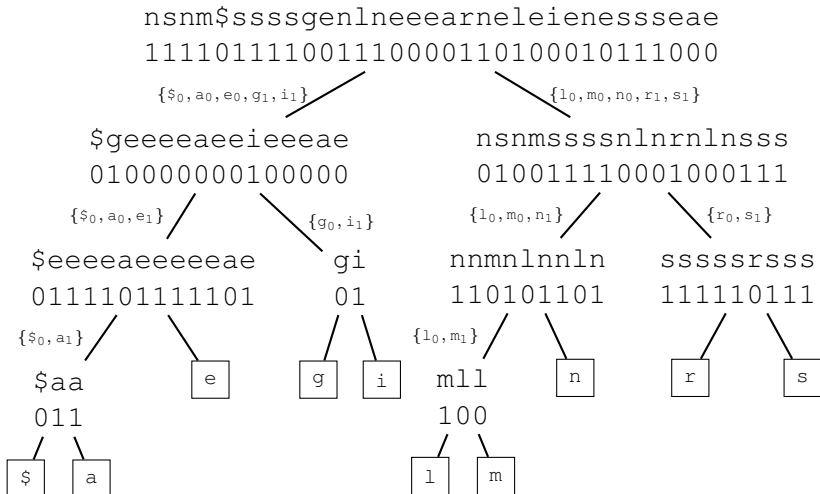 nsnm$ssssgenlneeearneleienessseae
111101111001110000110100010111000
{$0,a0,e0,g1,i1} {l0,m0,n0,r1,s1}
$geeeeaeeieeeae nsnmssssnlnrnlnsss
010000000100000 010011110001000111
{$0,a0,e1} {g0,i1} {l0,m0,n1} {r0,s1}
$eeeeaeeeeeae gi nnmnlnnln sssssrsss
0111101111101 01 110101101 111110111
{$0,a1} {l0,m1}
$aa e g i mll n r s
011 100
$ a l m